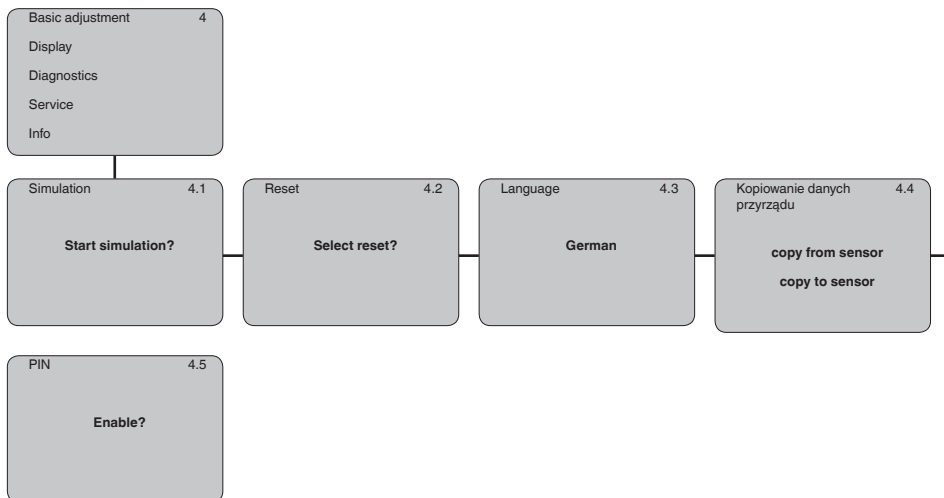 Basic adjustment 4
Display
Diagnostics
Service
Info
Simulation 4.1
Start simulation?
Reset 4.2
Select reset?
Language 4.3
German
Kopiowanie danych 4.4
przyrządu
copy from sensor
copy to sensor
PIN 4.5
Enable?